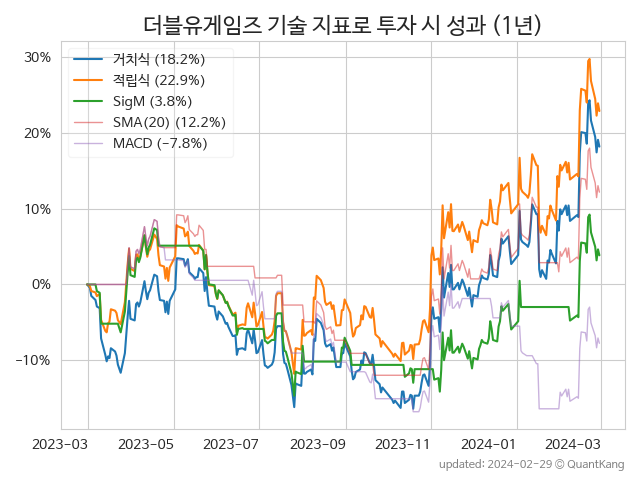 더블유게임즈 기술 지표로 투자 시 성과 (1년)
거치식 (18.2%)
적립식 (22.9%)
SigM (3.8%)
SMA(20) (12.2%)
MACD (−7.8%)
30%
20%
10%
0%
−10%
2023−03 2023−05 2023−07 2023−09 2023−11 2024−01 2024−03
updated: 2024−02−29 © QuantKang